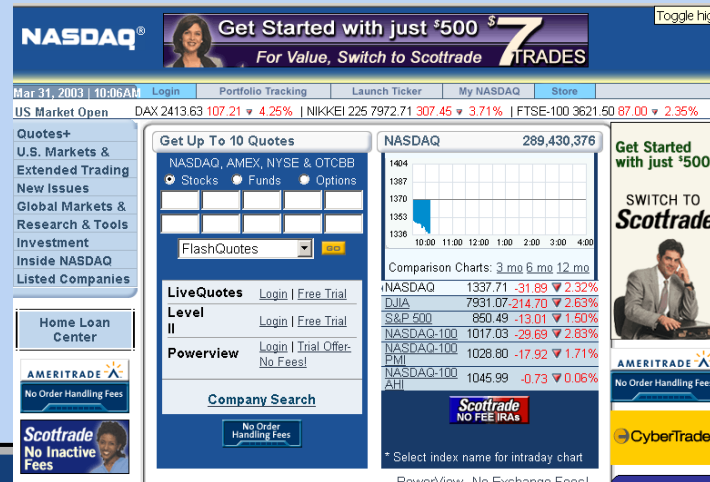 NASDAQ®
Get Started with just $500
For Value, Switch to Scottrade
$7 TRADES
Toggle hig
Mar 31, 2003 | 10:06AM
Login
Portfolio Tracking
Launch Ticker
My NASDAQ
Store
US Market Open
DAX 2413.63 107.21 ▼ 4.25% | NIKKEI 225 7972.71 307.45 ▼ 3.71% | FTSE-100 3621.50 87.00 ▼ 2.35%
Quotes+
U.S. Markets &
Extended Trading
New Issues
Global Markets &
Research & Tools
Investment
Inside NASDAQ
Listed Companies
Home Loan
Center
AMERITRADE
No Order Handling Fees
Scottrade
No Inactive
Fees
Get Up To 10 Quotes
NASDAQ, AMEX, NYSE & OTCBB
Stocks Funds Options
FlashQuotes
GO
LiveQuotes Login | Free Trial
Level
II Login | Free Trial
Powerview Login | Trial Offer-
No Fees!
Company Search
No Order
Handling Fees
NASDAQ 289,430,376
1404
1387
1370
1353
1336
10:00 11:00 12:00 1:00 2:00 3:00 4:00
Comparison Charts: 3 mo 6 mo 12 mo
NASDAQ 1337.71 -31.89 ▼ 2.32%
DJIA 7931.07 -214.70 ▼ 2.63%
S&P 500 850.49 -13.01 ▼ 1.50%
NASDAQ-100 1017.03 -29.69 ▼ 2.83%
NASDAQ-100
PMI 1028.80 -17.92 ▼ 1.71%
NASDAQ-100
AHI 1045.99 -0.73 ▼ 0.06%
Scottrade
NO FEE IRAs
* Select index name for intraday chart
PowerView No Exchange Fees!
Get Started
with just $500
SWITCH TO
Scottrade
AMERITRADE
No Order Handling Fees
CyberTrade